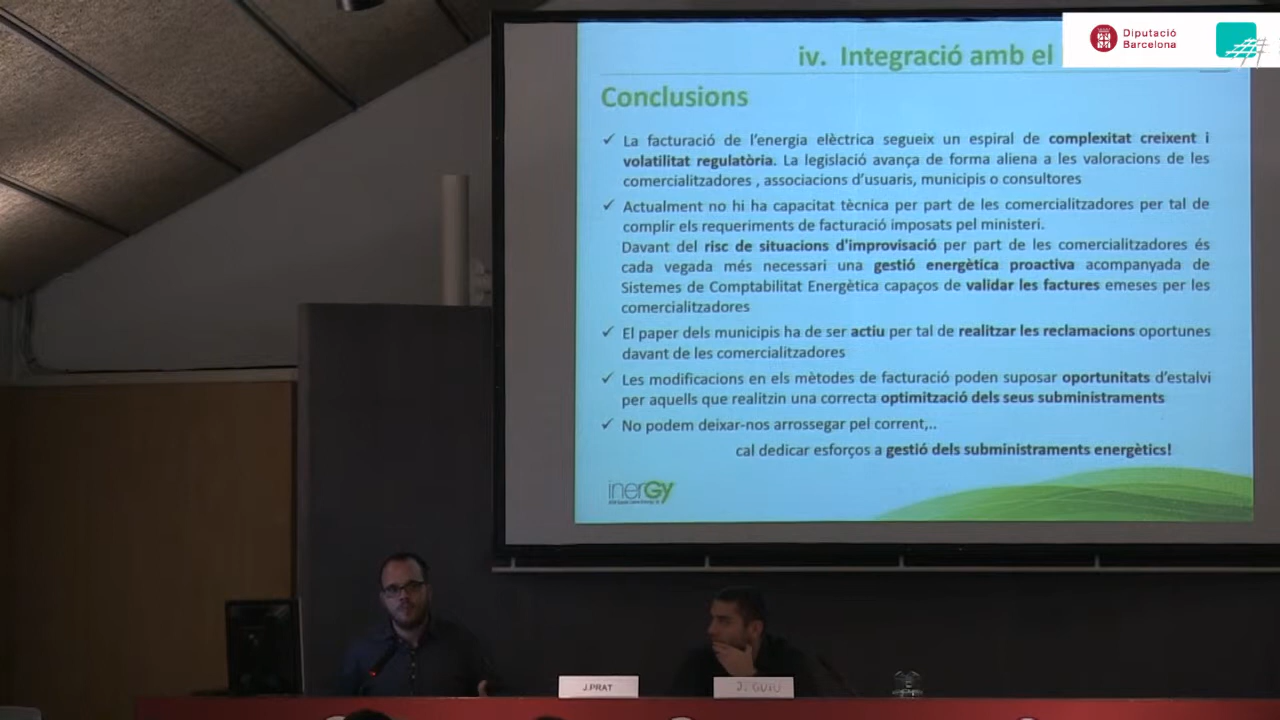 Diputació
Barcelona
iv. Integració amb el
Conclusions
✓ La facturació de l'energia elèctrica segueix un espiral de complexitat creixent i
volatilitat regulatòria. La legislació avança de forma aliena a les valoracions de les
comercialitzadores , associacions d'usuaris, municipis o consultores
✓ Actualment no hi ha capacitat tècnica per part de les comercialitzadores per tal de
complir els requeriments de facturació imposats pel ministeri.
Davant del risc de situacions d'improvisació per part de les comercialitzadores és
cada vegada més necessari una gestió energètica proactiva acompanyada de
Sistemes de Comptabilitat Energètica capaços de validar les factures emeses per les
comercialitzadores
✓ El paper dels municipis ha de ser actiu per tal de realitzar les reclamacions oportunes
davant de les comercialitzadores
✓ Les modificacions en els mètodes de facturació poden suposar oportunitats d'estalvi
per aquells que realitzin una correcta optimització dels seus subministraments
✓ No podem deixar-nos arrossegar pel corrent,..
cal dedicar esforços a gestió dels subministraments energètics!
inerGy
J.PRAT
J. GUIU